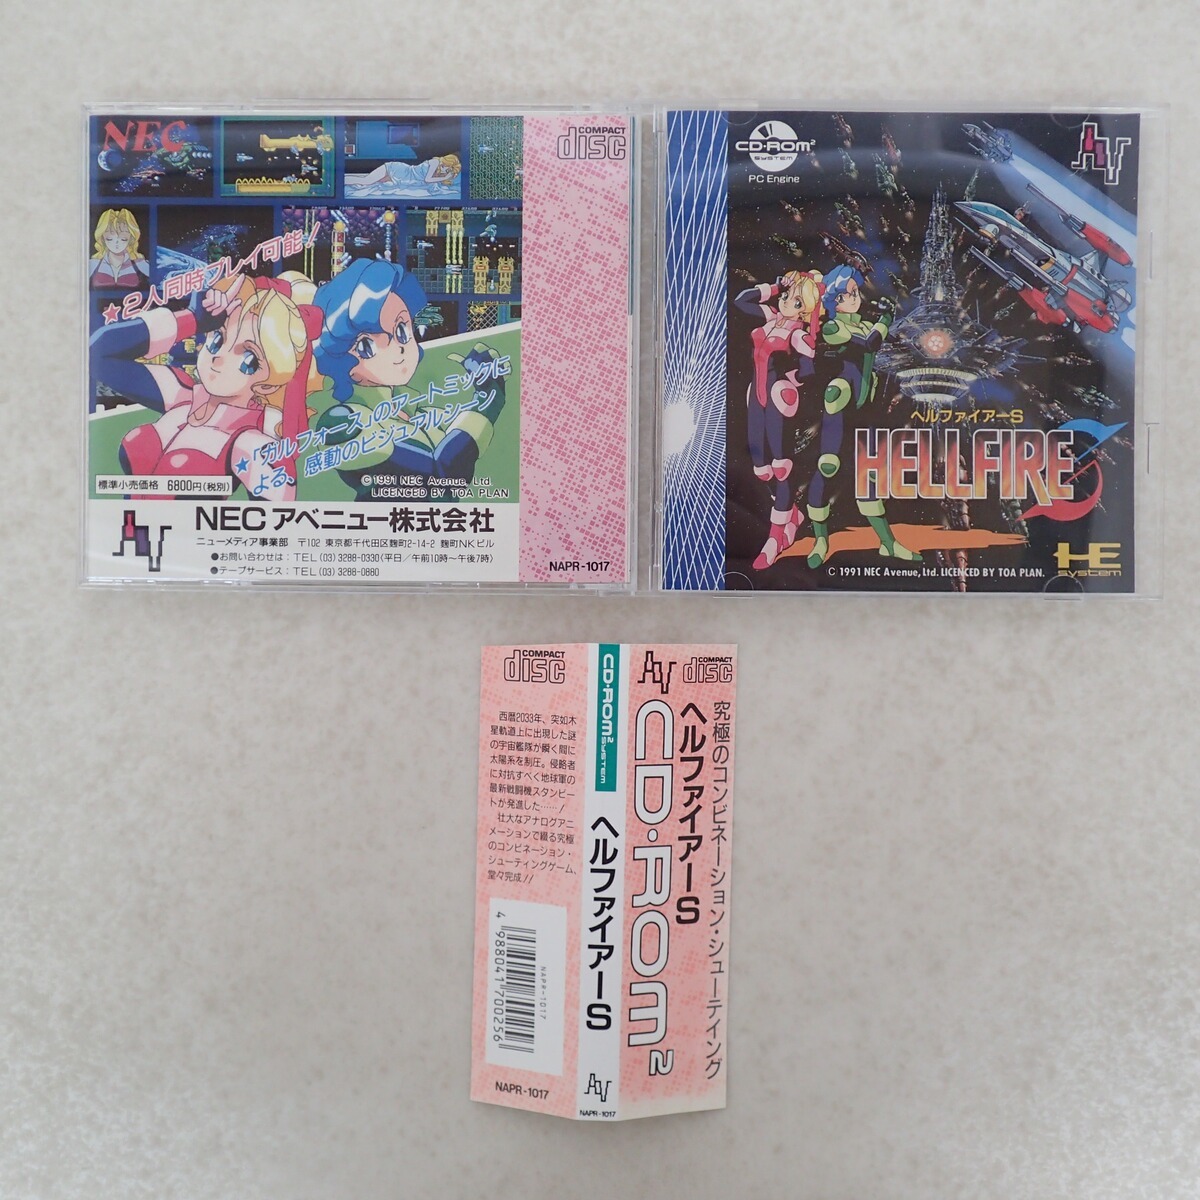 NEC
COMPACT
disc
★2人同時プレイ可能！
★「ガルフォース」のアートミックに
よる、感動のビジュアルシーン
標準小売価格 6800円(税別)
© 1991 NEC Avenue, Ltd.
LICENCED BY TOA PLAN
NEC アベニュー株式会社
ニューメディア事業部 〒102 東京都千代田区麹町2-14-2 麹町NKビル
●お問い合わせは：TEL (03) 3288-0330(平日／午前10時〜午後7時)
●テープサービス：TEL (03) 3288-0860
NAPR-1017
CD·ROM²
SYSTEM
PC Engine
AV
ヘルファイアーS
HELLFIRE S
© 1991 NEC Avenue, Ltd. LICENCED BY TOA PLAN.
HE
system
COMPACT
disc
西暦2033年、突如木
星軌道上に出現した謎
の宇宙艦隊が瞬く間に
太陽系を制圧。侵略者
に対抗すべく地球軍の
最新戦闘機スタンビー
トが発進した……！
壮大なアナログアニ
メーションで綴る究極
のコンビネーション・
シューティングゲーム、
堂々完成！！
NAPR-1017
4988041700256
NAPR-1017
CD·ROM²
SYSTEM
ヘルファイアーS
AV
NAPR-1017
AV
COMPACT
disc
究極のコンビネーション・シューティング
ヘルファイアーS
CD·ROM²